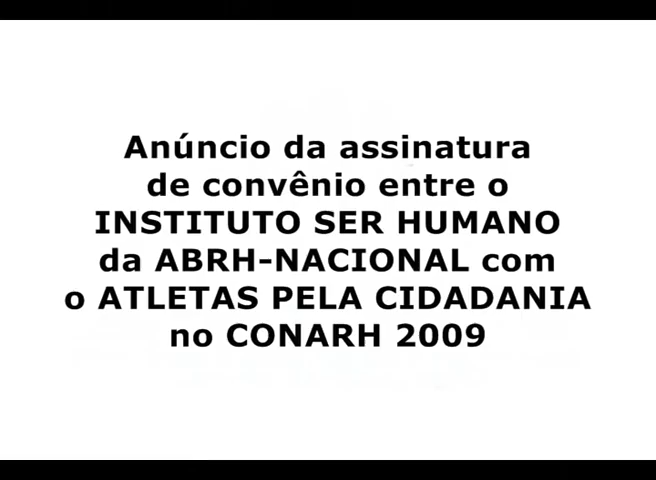 Anúncio da assinatura
de convênio entre o
INSTITUTO SER HUMANO
da ABRH-NACIONAL com
o ATLETAS PELA CIDADANIA
no CONARH 2009